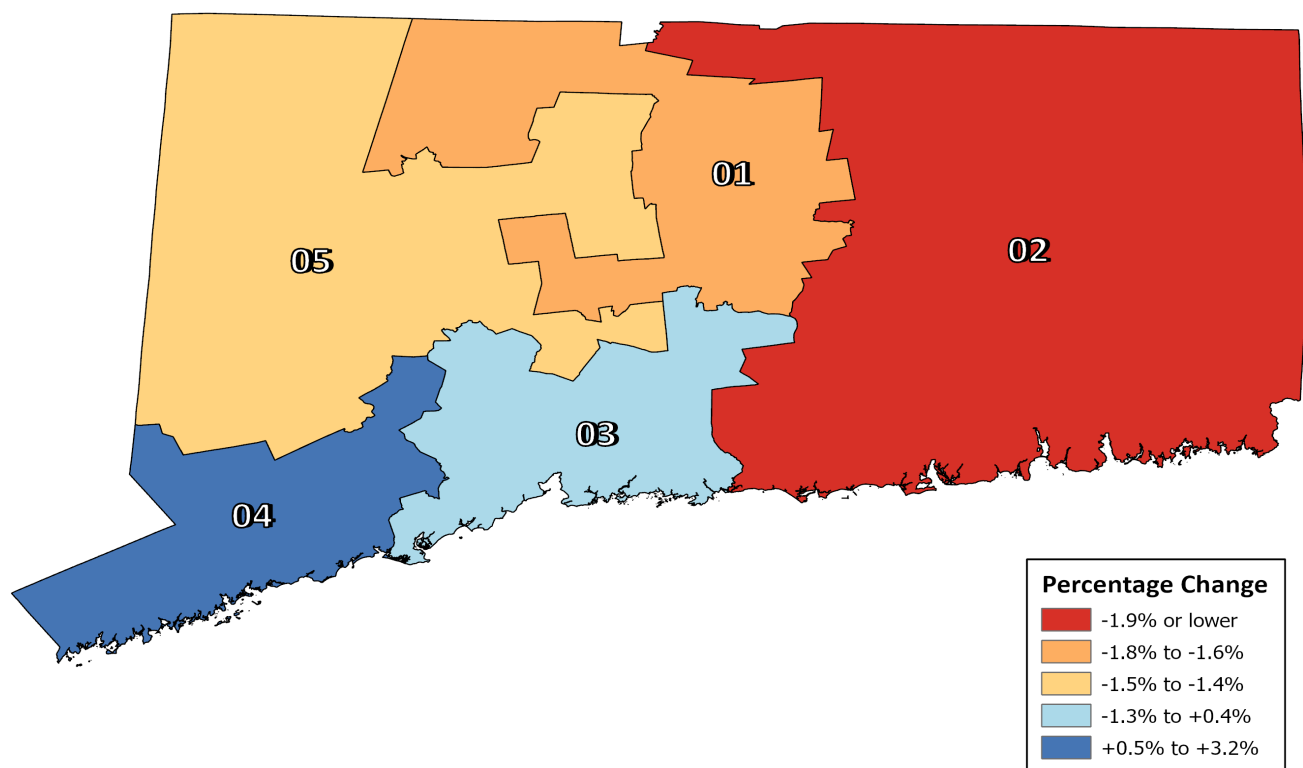 01
02
05
03
04
Percentage Change
-1.9% or lower
-1.8% to -1.6%
-1.5% to -1.4%
-1.3% to +0.4%
+0.5% to +3.2%